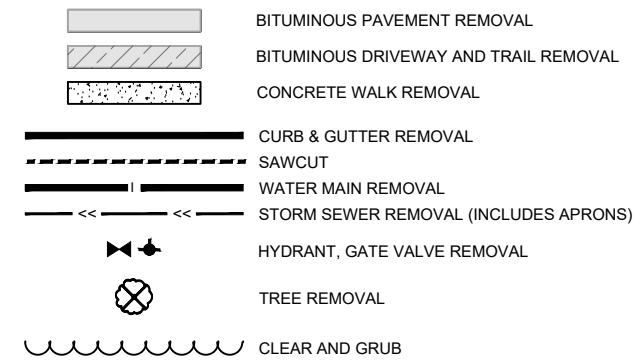 BITUMINOUS PAVEMENT REMOVAL
BITUMINOUS DRIVEWAY AND TRAIL REMOVAL
CONCRETE WALK REMOVAL
CURB & GUTTER REMOVAL
SAWCUT
I WATER MAIN REMOVAL
<< << STORM SEWER REMOVAL (INCLUDES APRONS)
HYDRANT, GATE VALVE REMOVAL
TREE REMOVAL
CLEAR AND GRUB